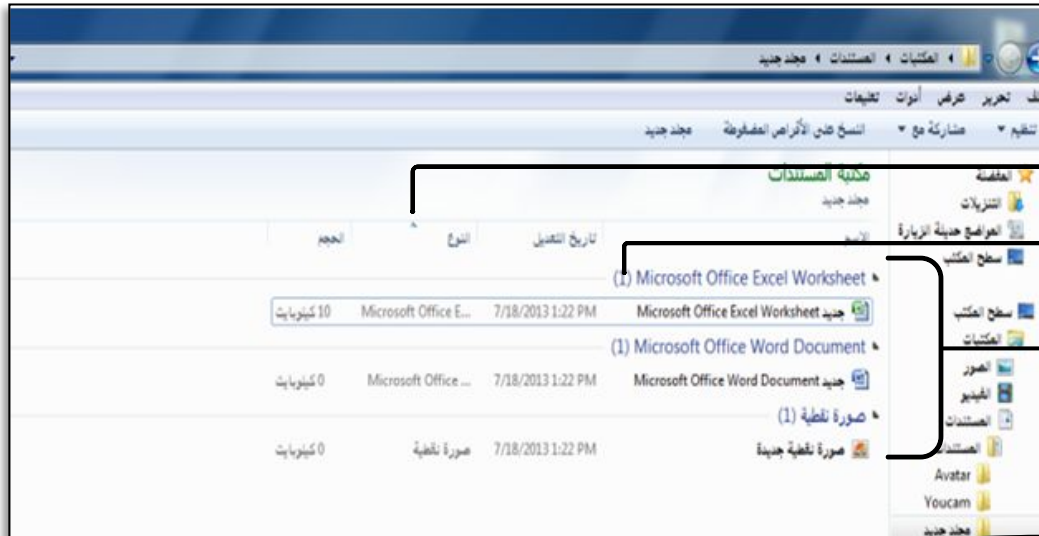 المكتبات ‣ المستندات ‣ مجلد جديد
تحرير عرض أدوات تعليمات
تنظيم مشاركة مع النسخ على الأقراص المضغوطة مجلد جديد
مكتبة المستندات
مجلد جديد
الاسم تاريخ التعديل النوع الحجم
Microsoft Office Excel Worksheet (1)
جديد Microsoft Office Excel Worksheet 7/18/2013 1:22 PM Microsoft Office E... 10 كيلوبايت
Microsoft Office Word Document (1)
جديد Microsoft Office Word Document 7/18/2013 1:22 PM Microsoft Office ... 0 كيلوبايت
صورة نقطية (1)
صورة نقطية جديدة 7/18/2013 1:22 PM صورة نقطية 0 كيلوبايت
المفضلة
التنزيلات
المواضع حديثة الزيارة
سطح المكتب
سطح المكتب
المكتبات
الصور
الفيديو
المستندات
المستندات
Avatar
Youcam
مجلد جديد